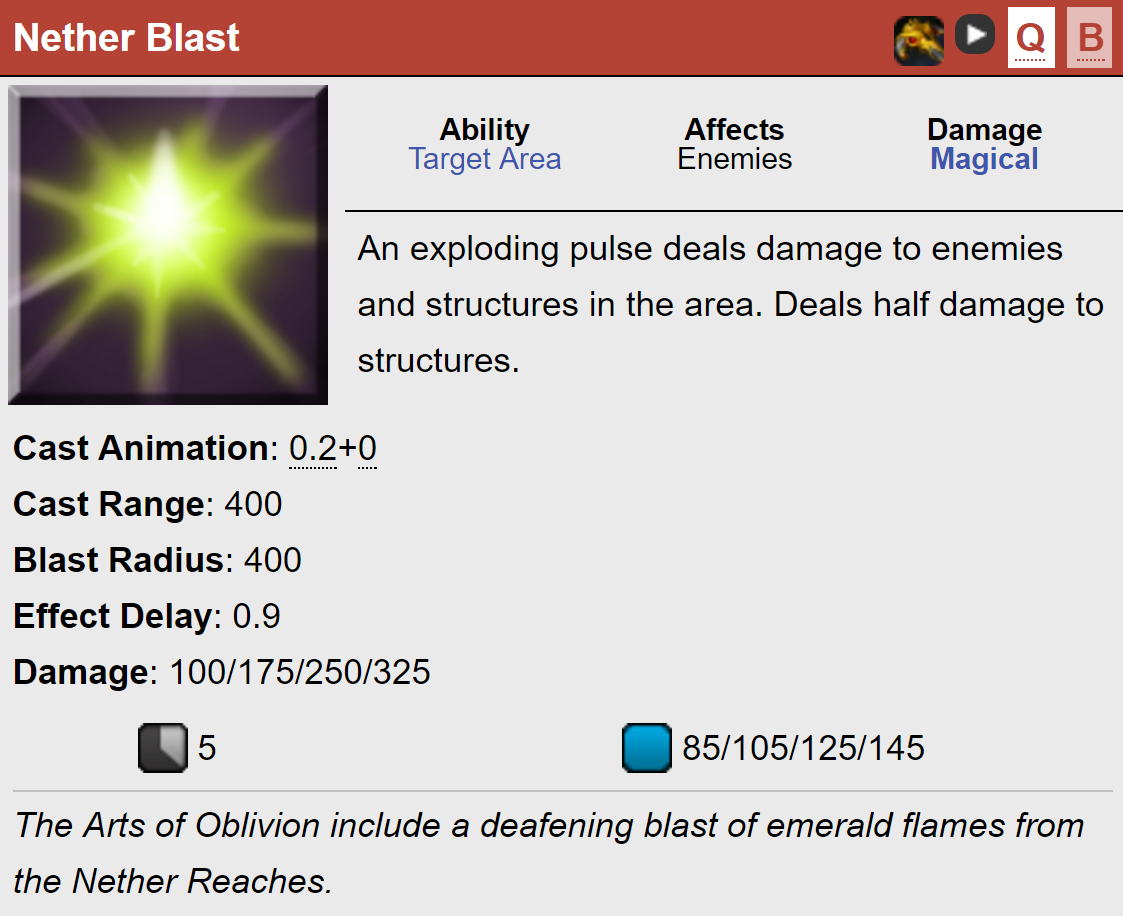 Nether Blast Q B
Ability Affects Damage
Target Area Enemies Magical
An exploding pulse deals damage to enemies
and structures in the area. Deals half damage to
structures.
Cast Animation: 0.2+0
Cast Range: 400
Blast Radius: 400
Effect Delay: 0.9
Damage: 100/175/250/325
5 85/105/125/145
The Arts of Oblivion include a deafening blast of emerald flames from
the Nether Reaches.